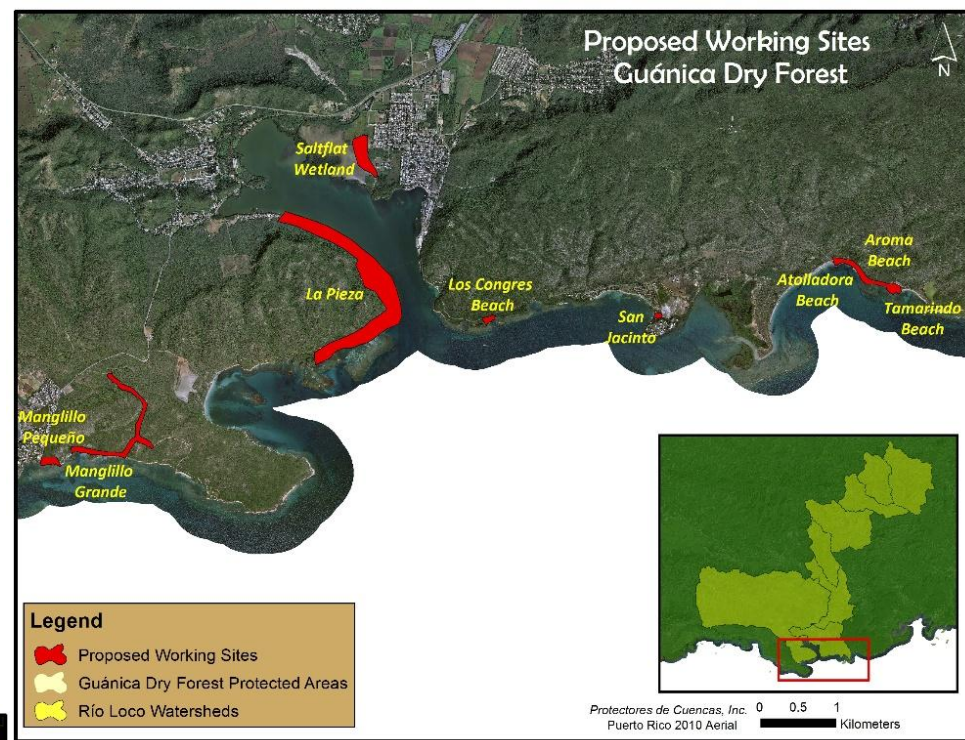 Proposed Working Sites
Guánica Dry Forest
N
Saltflat
Wetland
La Pieza
Los Congres
Beach
San
Jacinto
Atolladora
Beach
Aroma
Beach
Tamarindo
Beach
Manglillo
Pequeño
Manglillo
Grande
Legend
Proposed Working Sites
Guánica Dry Forest Protected Areas
Río Loco Watersheds
Protectores de Cuencas, Inc.
Puerto Rico 2010 Aerial
0 0.5 1
Kilometers